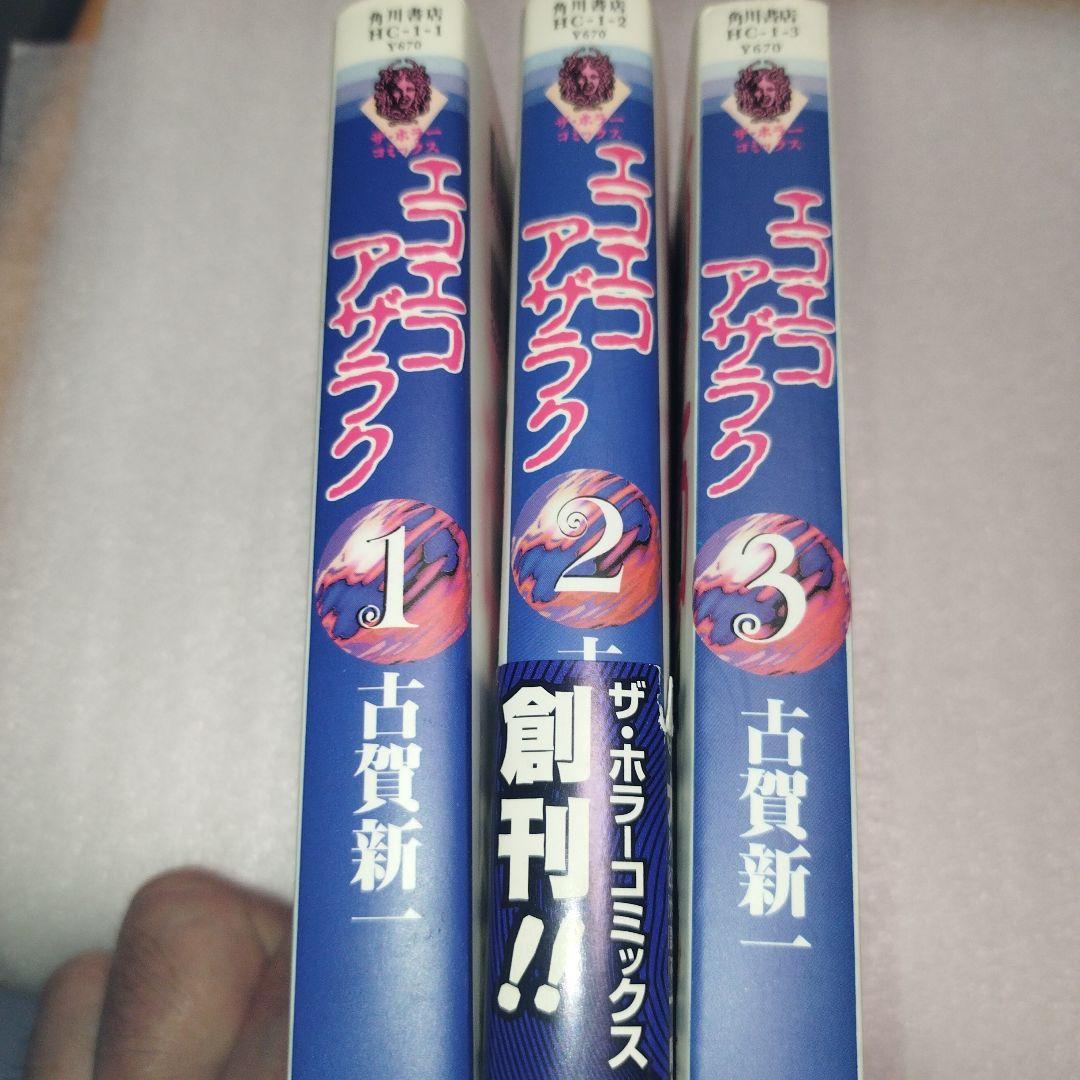 角川書店
HC-1-1
¥670
ザ・ホラー
コミックス
エコエコ
アザラク
1
古賀新一
角川書店
HC-1-2
¥670
ザ・ホラー
コミックス
エコエコ
アザラク
2
ザ・ホラーコミックス
創刊!!
角川書店
HC-1-3
¥670
ザ・ホラー
コミックス
エコエコ
アザラク
3
古賀新一